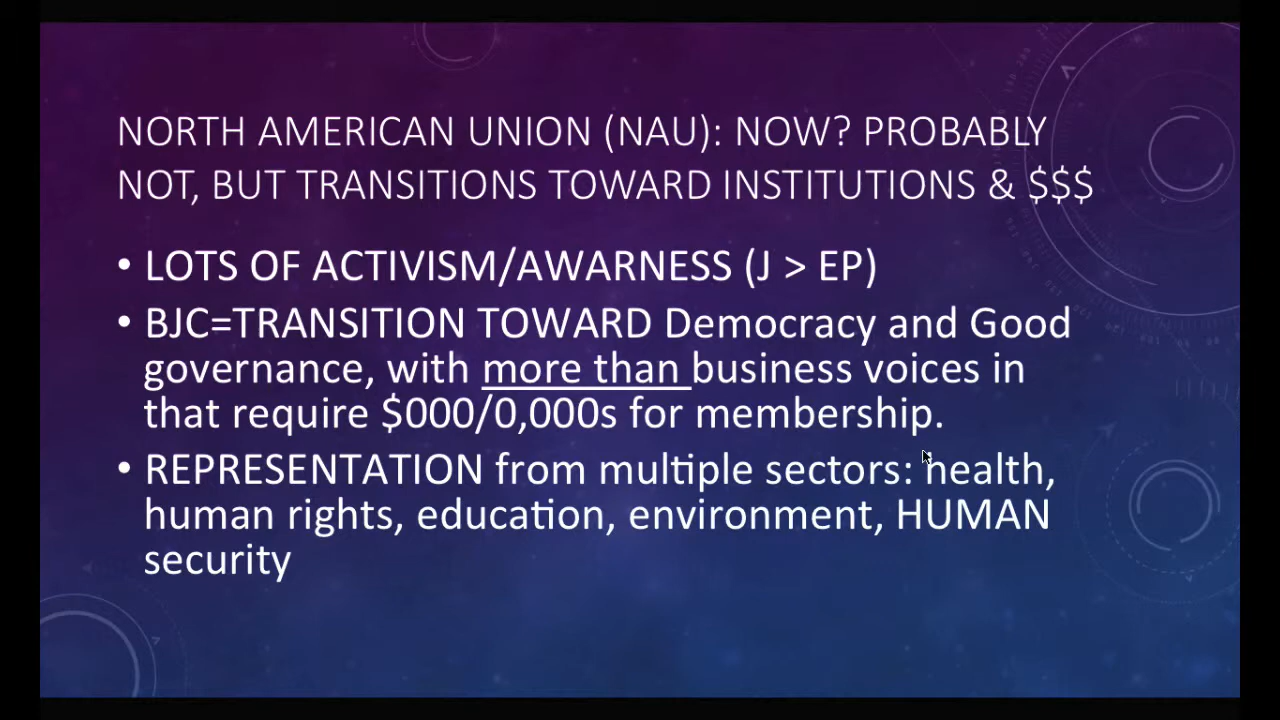 NORTH AMERICAN UNION (NAU): NOW? PROBABLY
NOT, BUT TRANSITIONS TOWARD INSTITUTIONS & $$$
• LOTS OF ACTIVISM/AWARNESS (J > EP)
• BJC=TRANSITION TOWARD Democracy and Good
governance, with more than business voices in
that require $000/0,000s for membership.
• REPRESENTATION from multiple sectors: health,
human rights, education, environment, HUMAN
security